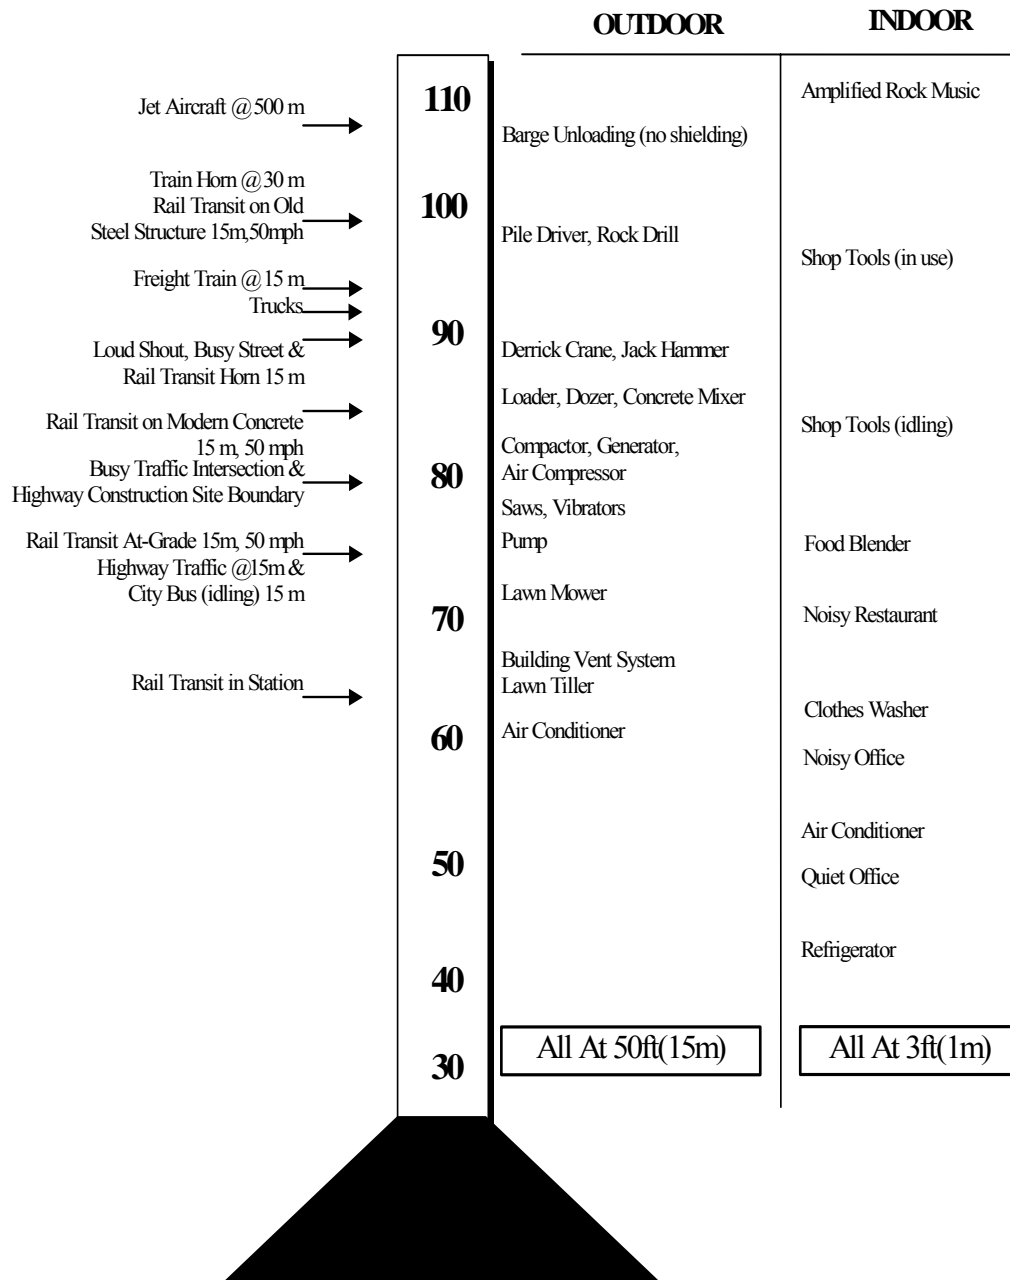 OUTDOOR
INDOOR
Jet Aircraft @ 500 m
Train Horn @ 30 m
Rail Transit on Old
Steel Structure 15m,50mph
Freight Train @ 15 m
Trucks
Loud Shout, Busy Street &
Rail Transit Horn 15 m
Rail Transit on Modern Concrete
15 m, 50 mph
Busy Traffic Intersection &
Highway Construction Site Boundary
Rail Transit At-Grade 15m, 50 mph
Highway Traffic @15m &
City Bus (idling) 15 m
Rail Transit in Station
110
100
90
80
70
60
50
40
30
Barge Unloading (no shielding)
Pile Driver, Rock Drill
Derrick Crane, Jack Hammer
Loader, Dozer, Concrete Mixer
Compactor, Generator,
Air Compressor
Saws, Vibrators
Pump
Lawn Mower
Building Vent System
Lawn Tiller
Air Conditioner
All At 50ft(15m)
Amplified Rock Music
Shop Tools (in use)
Shop Tools (idling)
Food Blender
Noisy Restaurant
Clothes Washer
Noisy Office
Air Conditioner
Quiet Office
Refrigerator
All At 3ft(1m)